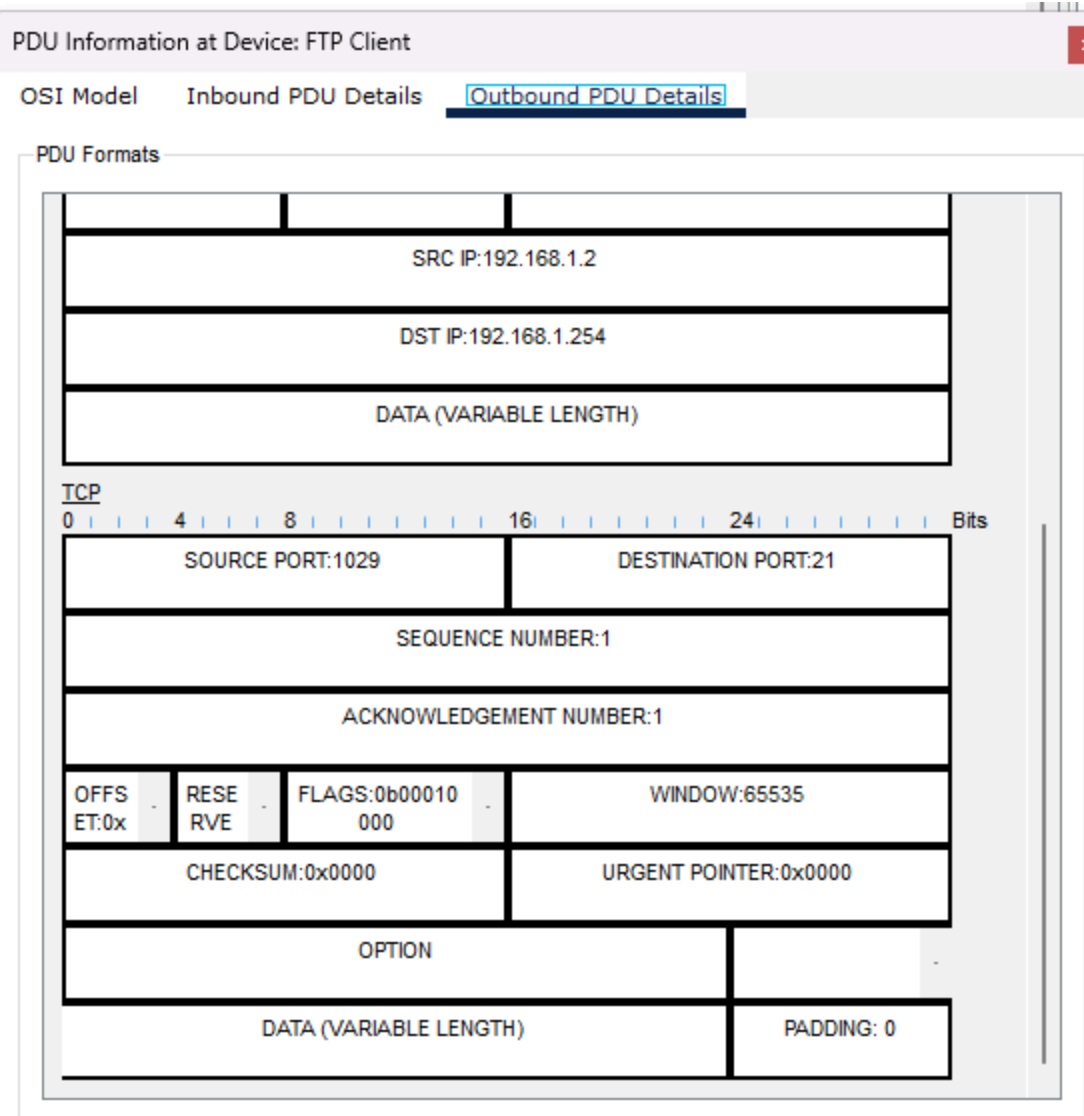 PDU Information at Device: FTP Client
OSI Model Inbound PDU Details Outbound PDU Details
PDU Formats
SRC IP:192.168.1.2
DST IP:192.168.1.254
DATA (VARIABLE LENGTH)
TCP
0 4 8 16 24 Bits
SOURCE PORT:1029 DESTINATION PORT:21
SEQUENCE NUMBER:1
ACKNOWLEDGEMENT NUMBER:1
OFFS RESE FLAGS:0b00010 WINDOW:65535
ET:0x RVE 000
CHECKSUM:0x0000 URGENT POINTER:0x0000
OPTION
DATA (VARIABLE LENGTH) PADDING: 0